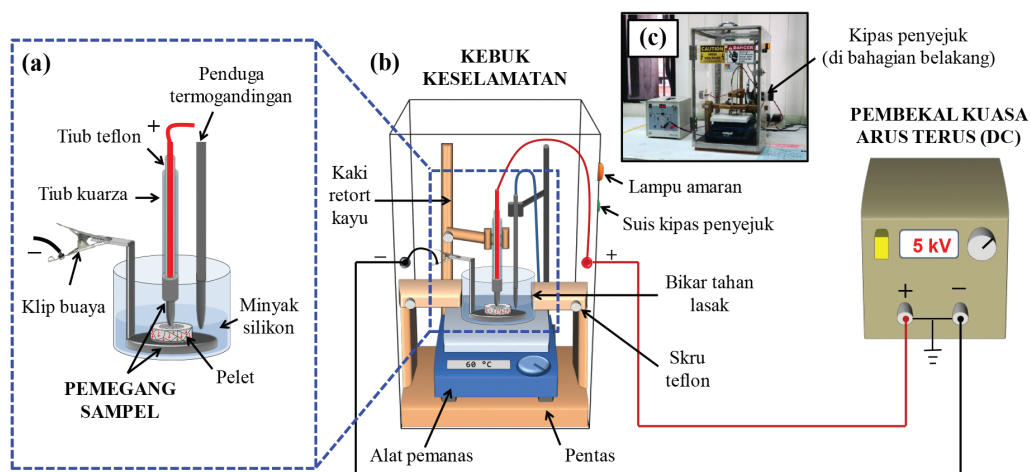 (a)
Penduga
termogandingan
Tiub teflon
+
Tiub kuarza
−
Klip buaya
Minyak
silikon
PEMEGANG
SAMPEL
Pelet
(b)
KEBUK
KESELAMATAN
Kaki
retort
kayu
−
+
60 °C
Alat pemanas
Pentas
Skru
teflon
Bikar tahan
lasak
Suis kipas penyejuk
Lampu amaran
(c)
CAUTION
DANGER
Kipas penyejuk
(di bahagian belakang)
PEMBEKAL KUASA
ARUS TERUS (DC)
5 kV
+ −